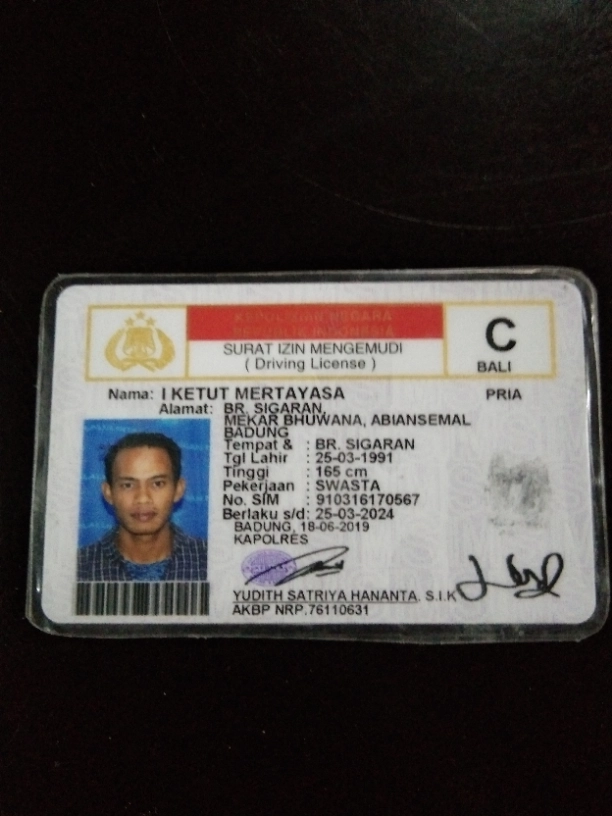 KEPOLISIAN NEGARA
REPUBLIK INDONESIA
SURAT IZIN MENGEMUDI
( Driving License )
C
BALI
Nama: I KETUT MERTAYASA
PRIA
Alamat: BR. SIGARAN,
MEKAR BHUWANA, ABIANSEMAL
BADUNG
Tempat & : BR. SIGARAN
Tgl Lahir : 25-03-1991
Tinggi : 165 cm
Pekerjaan : SWASTA
No. SIM : 910316170567
Berlaku s/d: 25-03-2024
BADUNG, 18-06-2019
KAPOLRES
YUDITH SATRIYA HANANTA. S.I.K
AKBP NRP.76110631